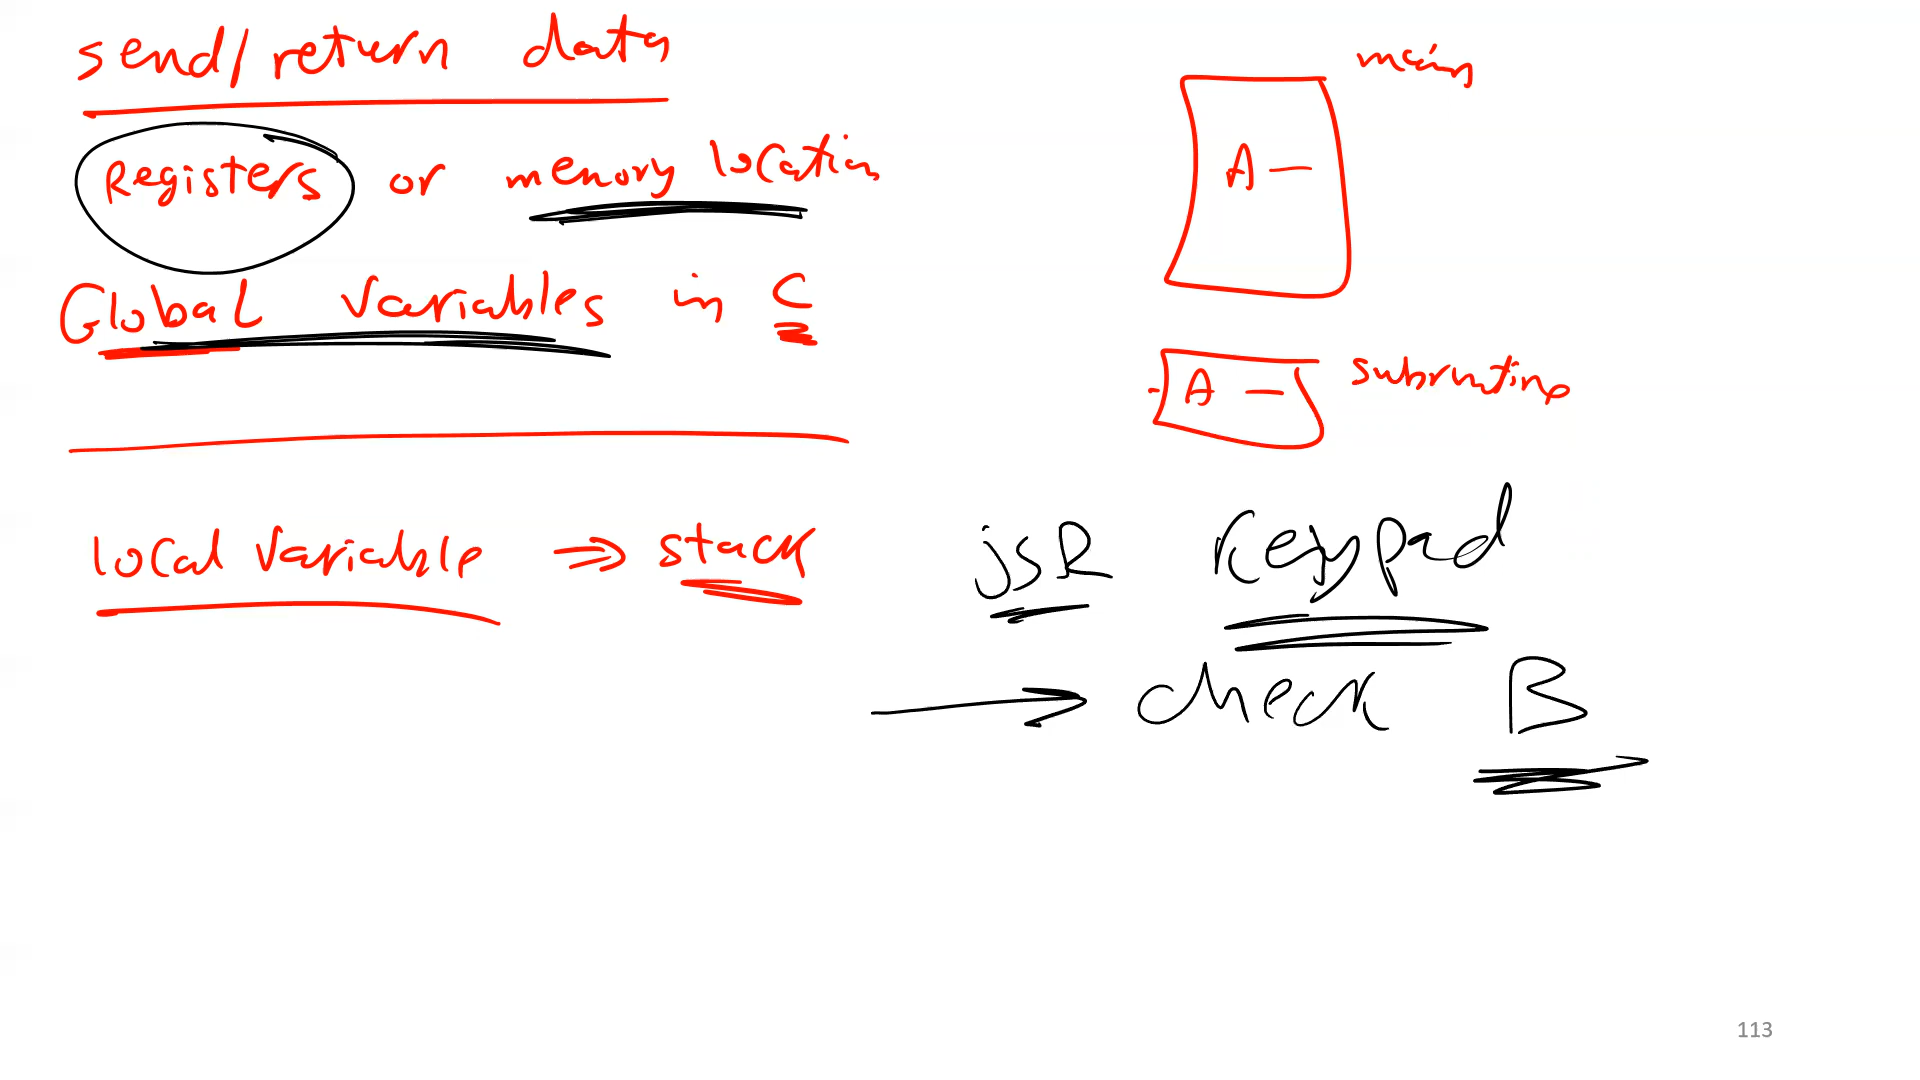 send/return data
Registers or memory location
Global variables in C
local variable => stack
main
A —
subroutine
A —
jsR keypad
→ check B
113